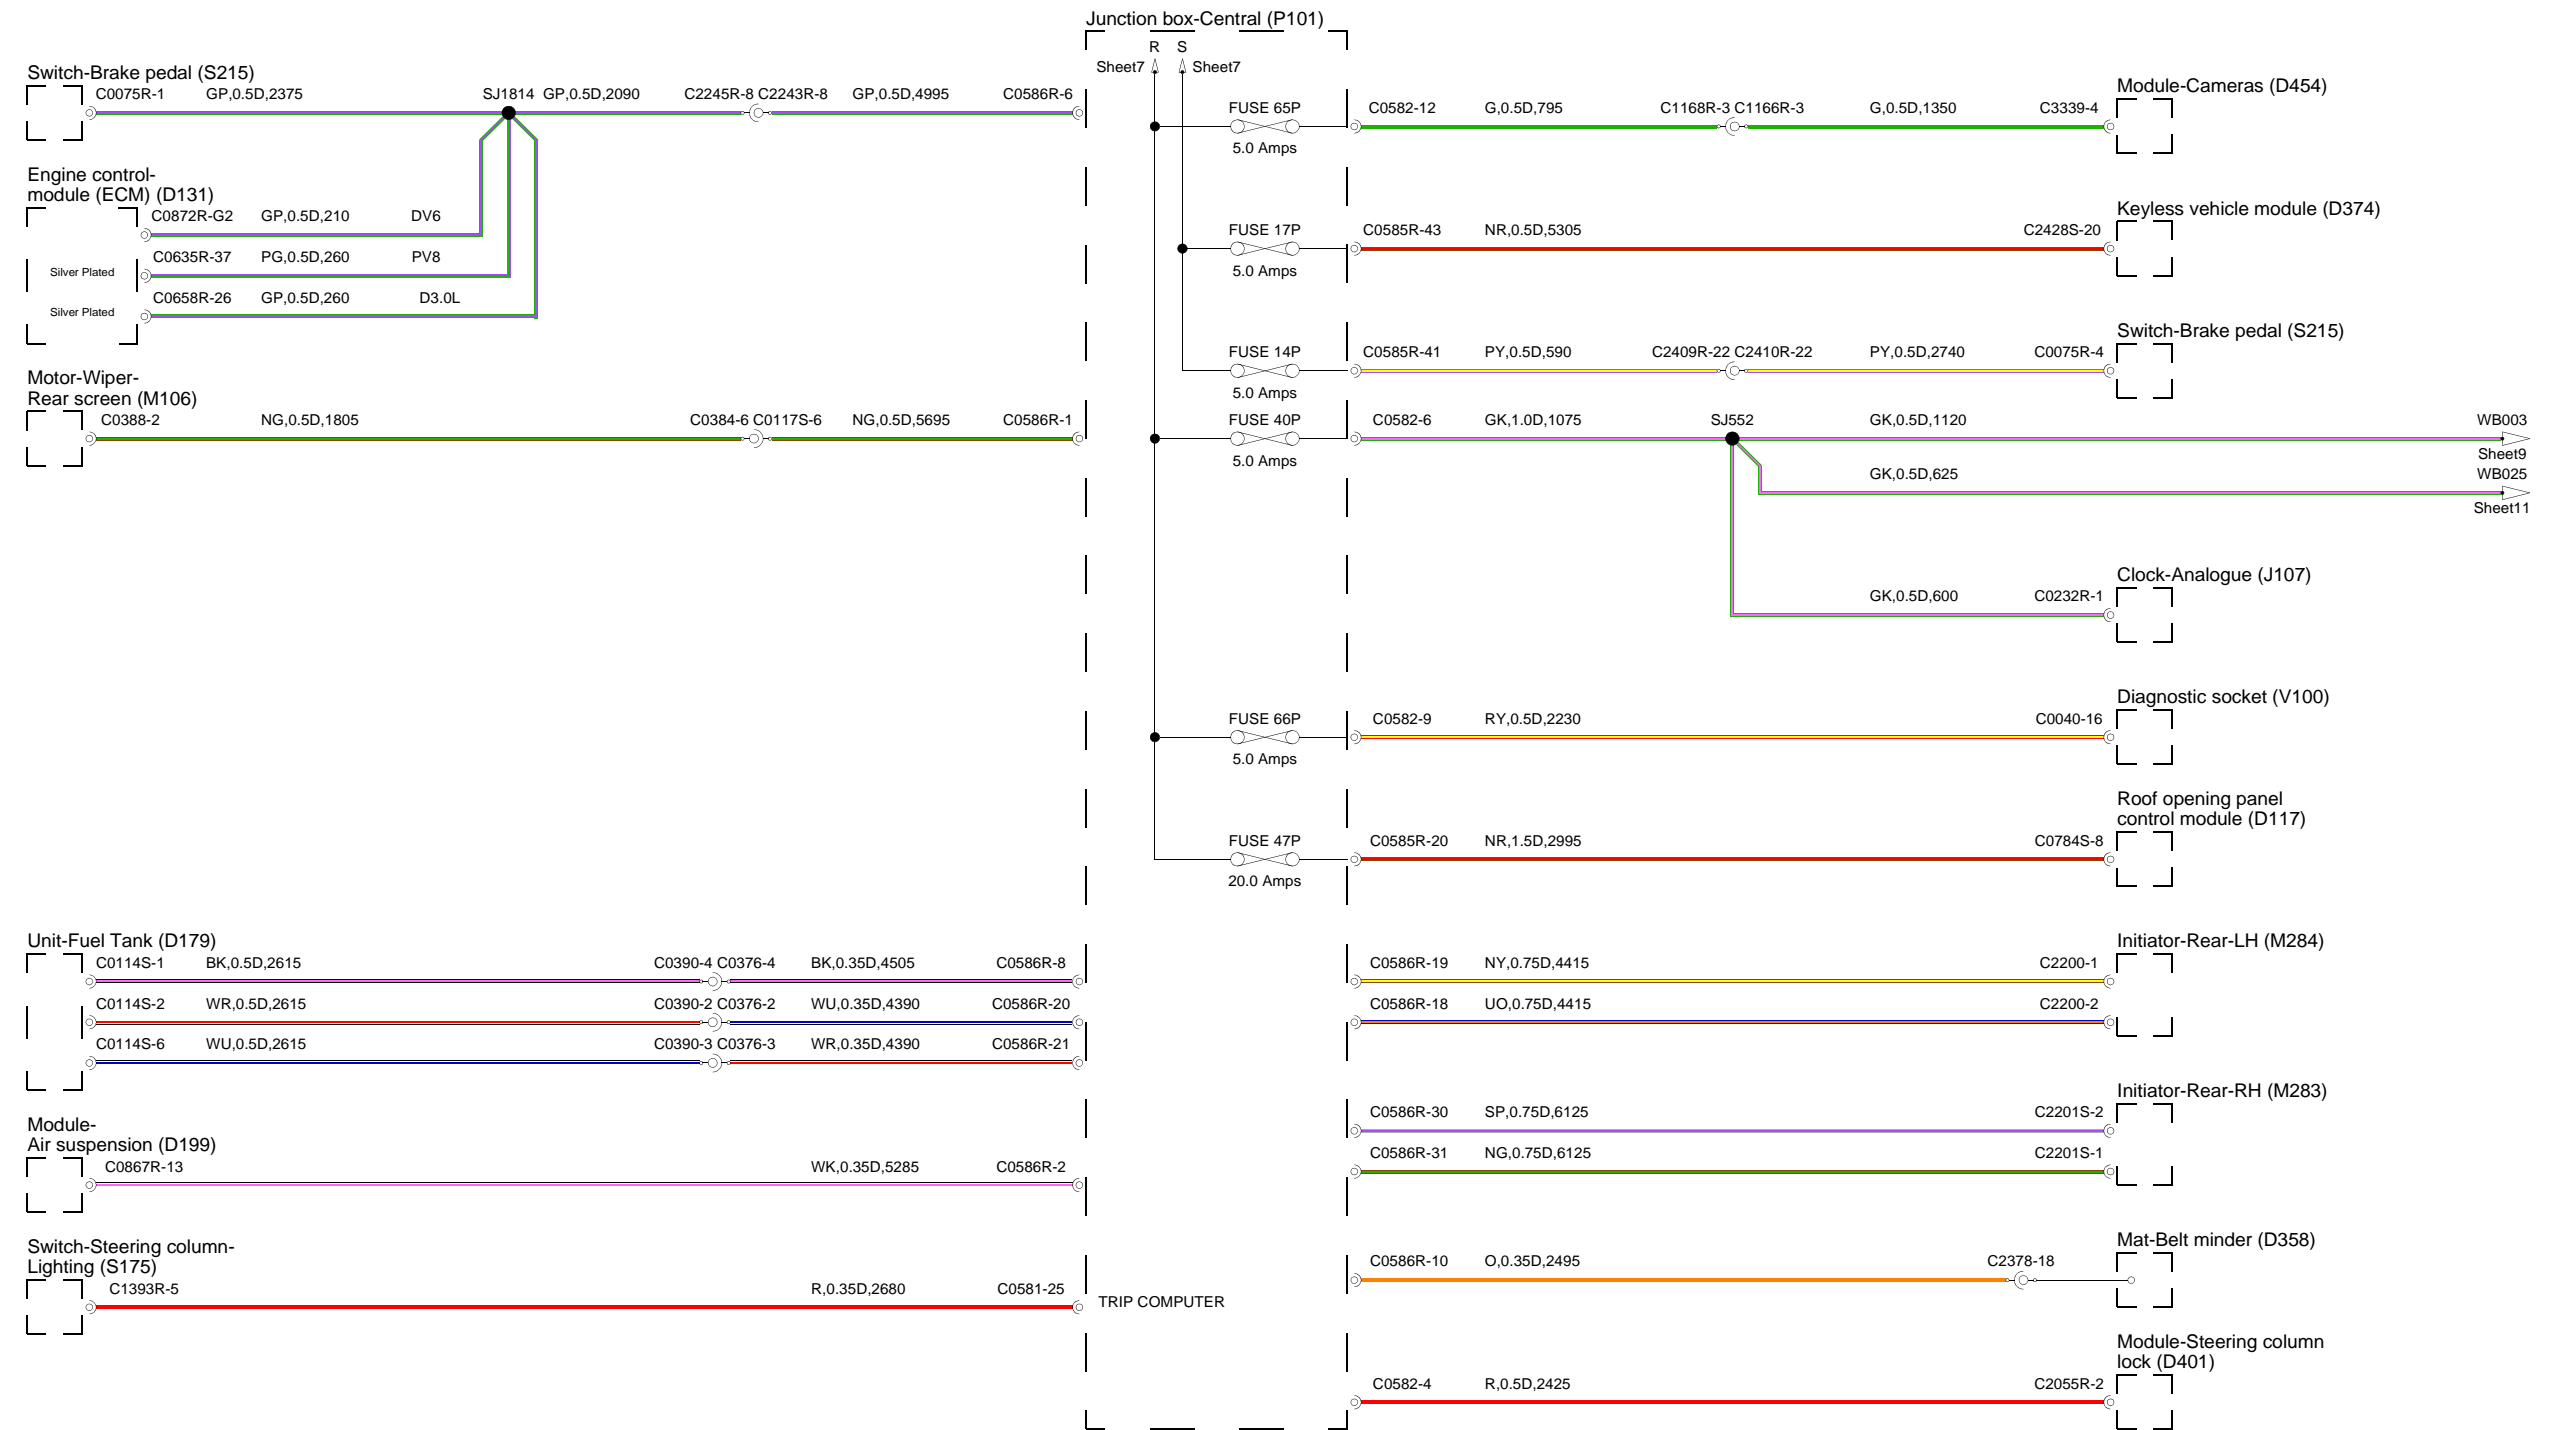 Junction box-Central (P101)
R S
Sheet7 Sheet7
Switch-Brake pedal (S215)
C0075R-1 GP,0.5D,2375 SJ1814 GP,0.5D,2090 C2245R-8 C2243R-8 GP,0.5D,4995 C0586R-6
Engine control-
module (ECM) (D131)
C0872R-G2 GP,0.5D,210 DV6
Silver Plated C0635R-37 PG,0.5D,260 PV8
Silver Plated C0658R-26 GP,0.5D,260 D3.0L
Motor-Wiper-
Rear screen (M106)
C0388-2 NG,0.5D,1805 C0384-6 C0117S-6 NG,0.5D,5695 C0586R-1
Unit-Fuel Tank (D179)
C0114S-1 BK,0.5D,2615 C0390-4 C0376-4 BK,0.35D,4505 C0586R-8
C0114S-2 WR,0.5D,2615 C0390-2 C0376-2 WU,0.35D,4390 C0586R-20
C0114S-6 WU,0.5D,2615 C0390-3 C0376-3 WR,0.35D,4390 C0586R-21
Module-
Air suspension (D199)
C0867R-13 WK,0.35D,5285 C0586R-2
Switch-Steering column-
Lighting (S175)
C1393R-5 R,0.35D,2680 C0581-25
TRIP COMPUTER
Module-Cameras (D454)
FUSE 65P C0582-12 G,0.5D,795 C1168R-3 C1166R-3 G,0.5D,1350 C3339-4
5.0 Amps
Keyless vehicle module (D374)
FUSE 17P C0585R-43 NR,0.5D,5305 C2428S-20
5.0 Amps
Switch-Brake pedal (S215)
FUSE 14P C0585R-41 PY,0.5D,590 C2409R-22 C2410R-22 PY,0.5D,2740 C0075R-4
5.0 Amps
FUSE 40P C0582-6 GK,1.0D,1075 SJ552 GK,0.5D,1120 WB003
5.0 Amps Sheet9
GK,0.5D,625 WB025
Sheet11
Clock-Analogue (J107)
GK,0.5D,600 C0232R-1
Diagnostic socket (V100)
FUSE 66P C0582-9 RY,0.5D,2230 C0040-16
5.0 Amps
Roof opening panel
control module (D117)
FUSE 47P C0585R-20 NR,1.5D,2995 C0784S-8
20.0 Amps
Initiator-Rear-LH (M284)
C0586R-19 NY,0.75D,4415 C2200-1
C0586R-18 UO,0.75D,4415 C2200-2
Initiator-Rear-RH (M283)
C0586R-30 SP,0.75D,6125 C2201S-2
C0586R-31 NG,0.75D,6125 C2201S-1
Mat-Belt minder (D358)
C0586R-10 O,0.35D,2495 C2378-18
Module-Steering column
lock (D401)
C0582-4 R,0.5D,2425 C2055R-2